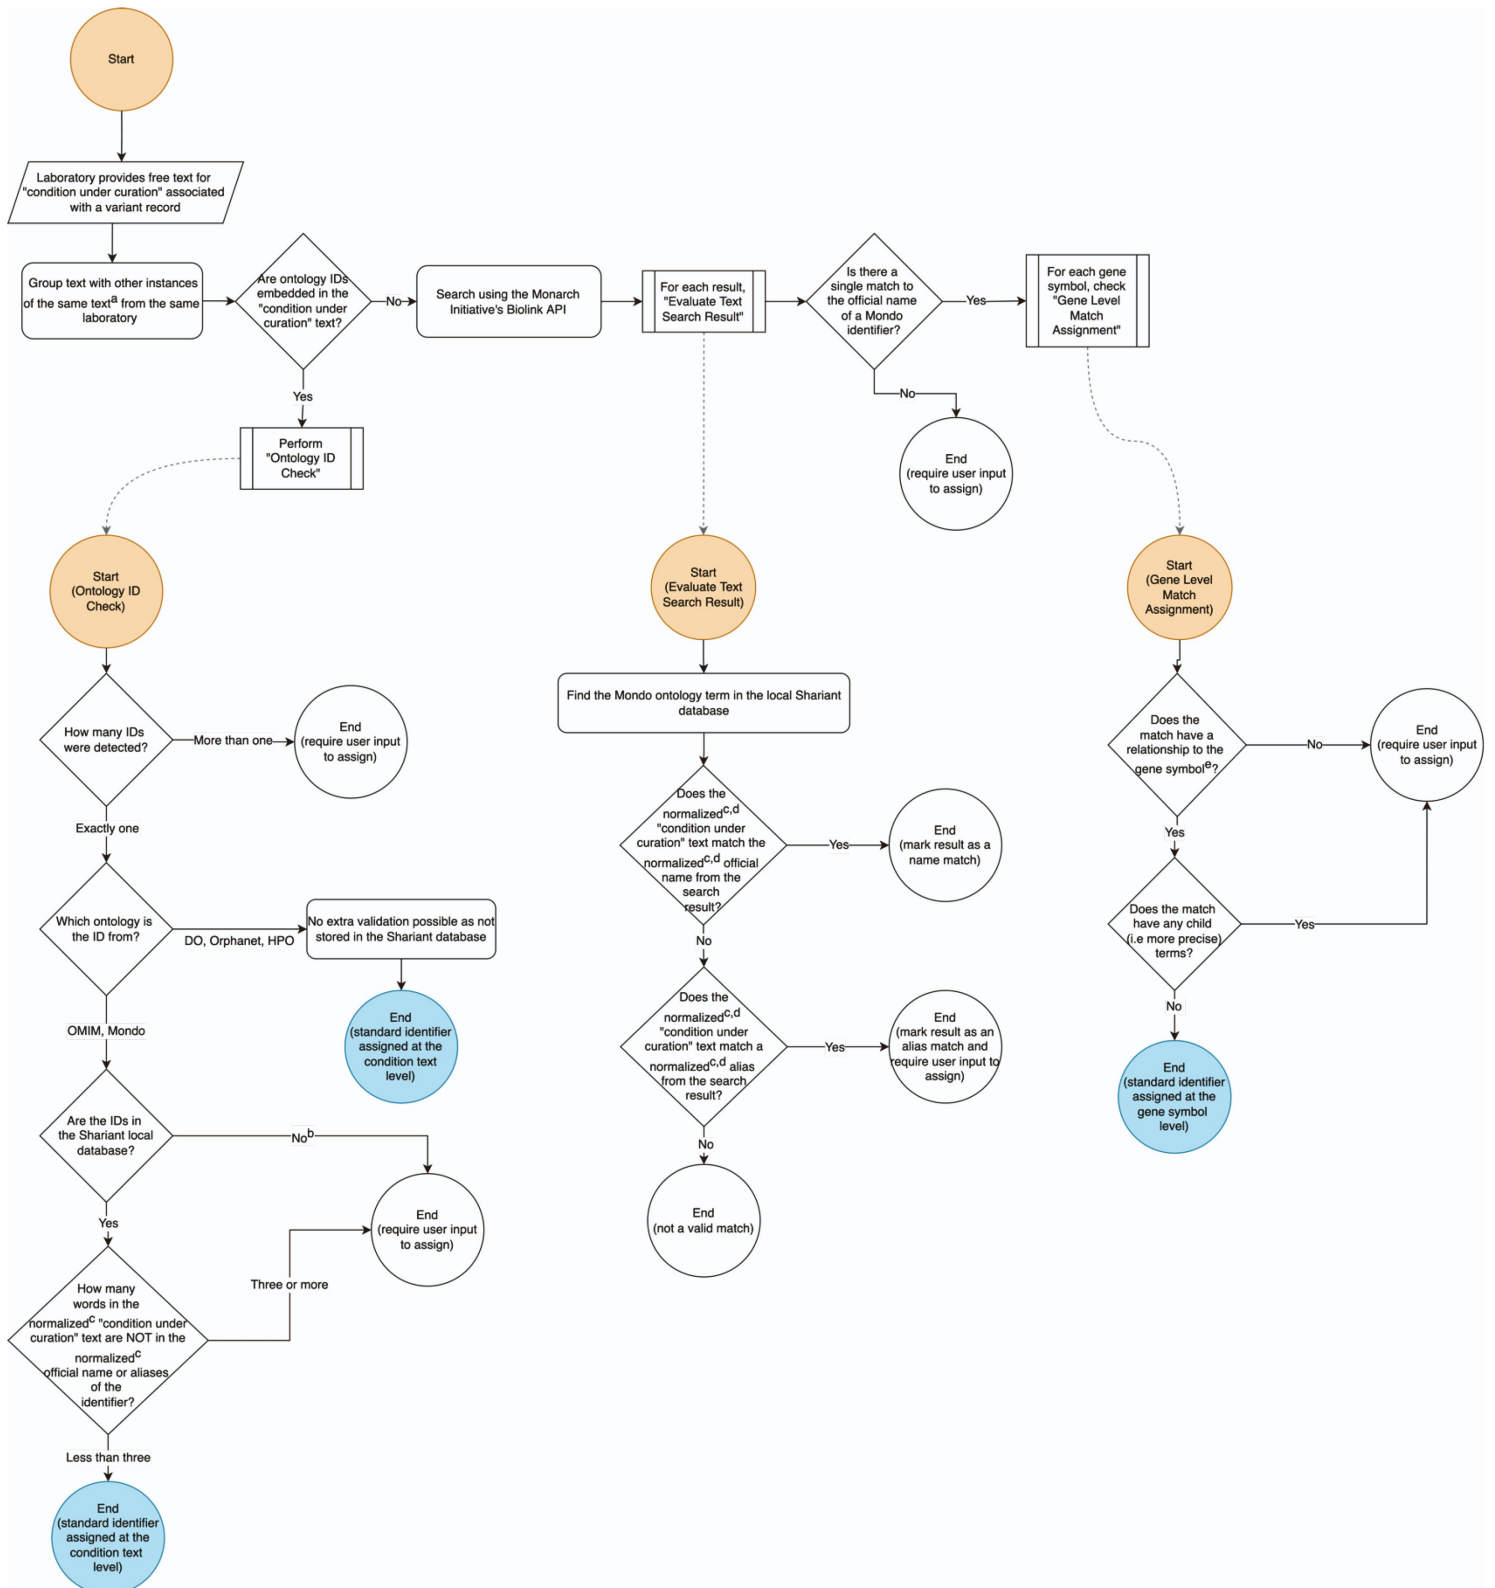 Start
Laboratory provides free text for
"condition under curation" associated
with a variant record
Group text with other instances
of the same textᵃ from the same
laboratory
Are ontology IDs
embedded in the
"condition under
curation" text?
No
Search using the Monarch
Initiative's Biolink API
For each result,
"Evaluate Text
Search Result"
Is there a
single match to
the official name
of a Mondo
identifier?
Yes
For each gene
symbol, check
"Gene Level
Match
Assignment"
No
End
(require user input
to assign)
Yes
Perform
"Ontology ID
Check"
Start
(Ontology ID
Check)
How many IDs
were detected?
More than one
End
(require user input
to assign)
Exactly one
Which ontology is
the ID from?
DO, Orphanet, HPO
No extra validation possible as not
stored in the Shariant database
End
(standard identifier
assigned at the
condition text
level)
OMIM, Mondo
Are the IDs in
the Shariant local
database?
Noᵇ
End
(require user input
to assign)
Yes
How many
words in the
normalizedᶜ "condition under
curation" text are NOT in the
normalizedᶜ
official name or aliases
of the
identifier?
Three or more
Less than three
End
(standard identifier
assigned at the
condition text
level)
Start
(Evaluate Text
Search Result)
Find the Mondo ontology term in the local Shariant
database
Does the
normalizedᶜ,ᵈ
"condition under
curation" text match the
normalizedᶜ,ᵈ official
name from the
search
result?
Yes
End
(mark result as a
name match)
No
Does the
normalizedᶜ,ᵈ
"condition under
curation" text match a
normalizedᶜ,ᵈ alias
from the search
result?
Yes
End
(mark result as an
alias match and
require user input to
assign)
No
End
(not a valid match)
Start
(Gene Level
Match
Assignment)
Does the
match have a
relationship to the
gene symbolᵉ?
No
End
(require user input
to assign)
Yes
Does the match
have any child
(i.e more precise)
terms?
Yes
No
End
(standard identifier
assigned at the
gene symbol
level)